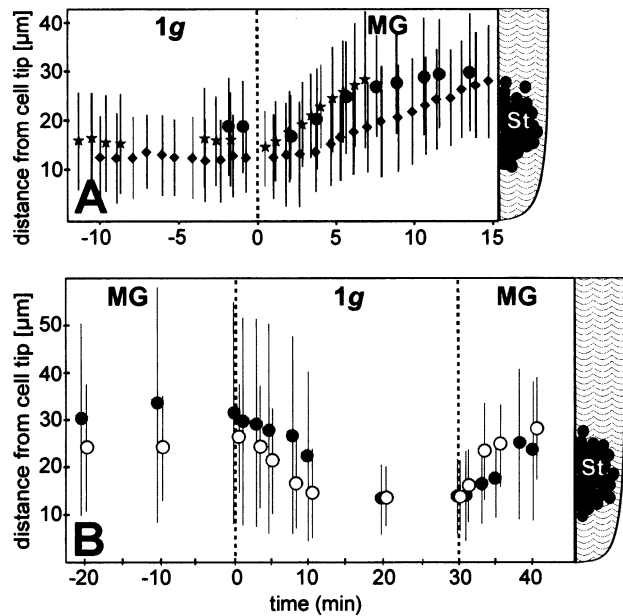 1g MG
distance from cell tip [µm]
40
30
20
10
St
A
-10 -5 0 5 10 15
MG 1g MG
distance from cell tip [µm]
50
40
30
20
10
St
B
-20 -10 0 10 20 30 40
time (min)